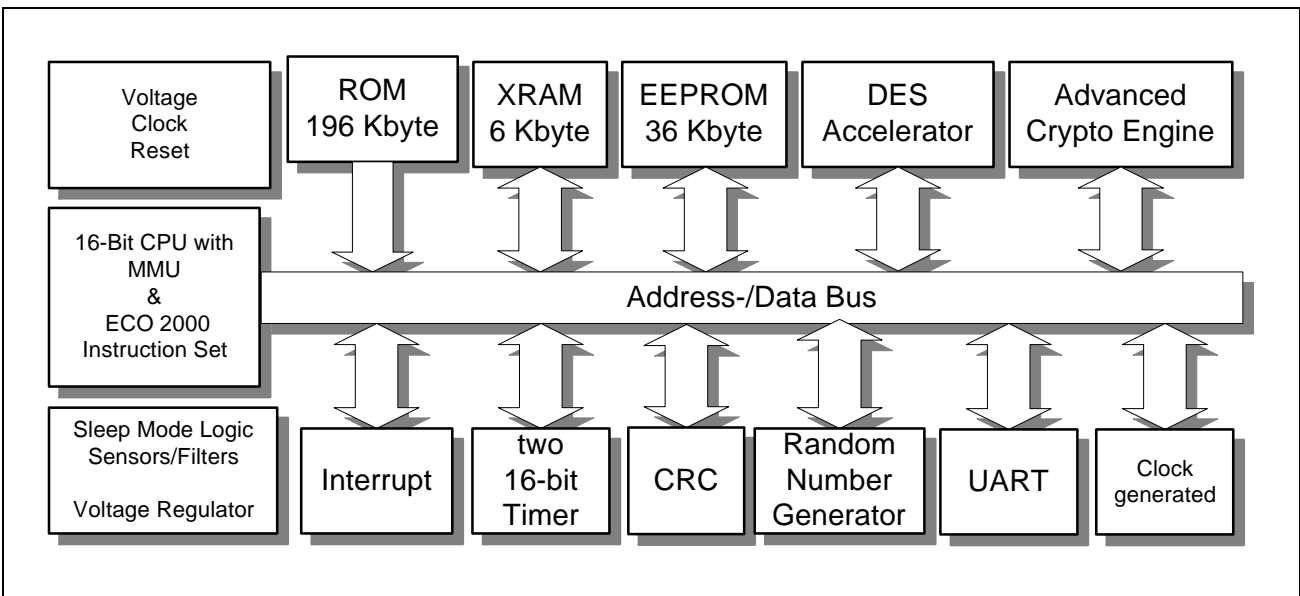 Voltage
Clock
Reset
ROM
196 Kbyte
XRAM
6 Kbyte
EEPROM
36 Kbyte
DES
Accelerator
Advanced
Crypto Engine
16-Bit CPU with
MMU
&
ECO 2000
Instruction Set
Address-/Data Bus
Sleep Mode Logic
Sensors/Filters
Voltage Regulator
Interrupt
two
16-bit
Timer
CRC
Random
Number
Generator
UART
Clock
generated